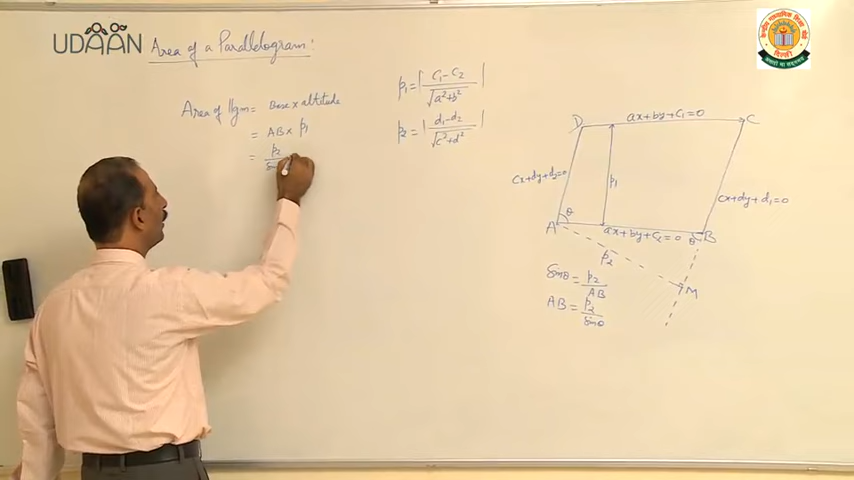 UDAAN
Area of a Parallelogram:
Area of ||gm = Base x altitude
= AB x p₁
= p₂/sin
p₁ = |(c₁-c₂)/√(a²+b²)|
p₂ = |(d₁-d₂)/√(c²+d²)|
D
ax+by+c₁=0
C
cx+dy+d₂=0
p₁
cx+dy+d₁=0
θ
A
ax+by+c₂=0
θ
B
p₂
M
Sinθ = p₂/AB
AB = p₂/Sinθ